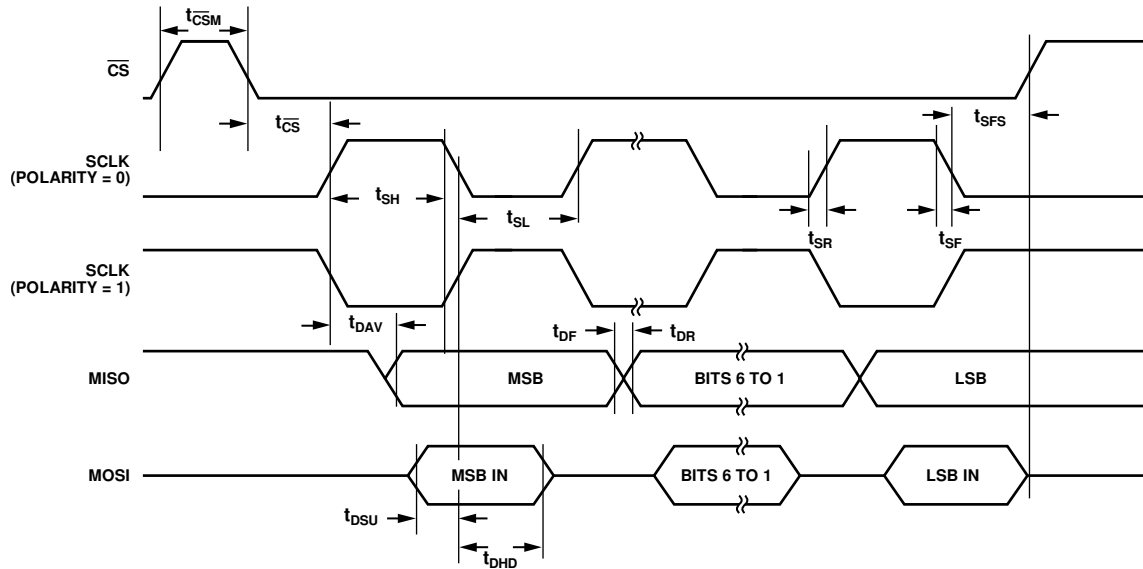 tCSM
CS
tCS
tSFS
SCLK
(POLARITY = 0)
tSH
tSL
tSR
tSF
SCLK
(POLARITY = 1)
tDAV
tDF
tDR
MISO
MSB
BITS 6 TO 1
LSB
MOSI
MSB IN
BITS 6 TO 1
LSB IN
tDSU
tDHD